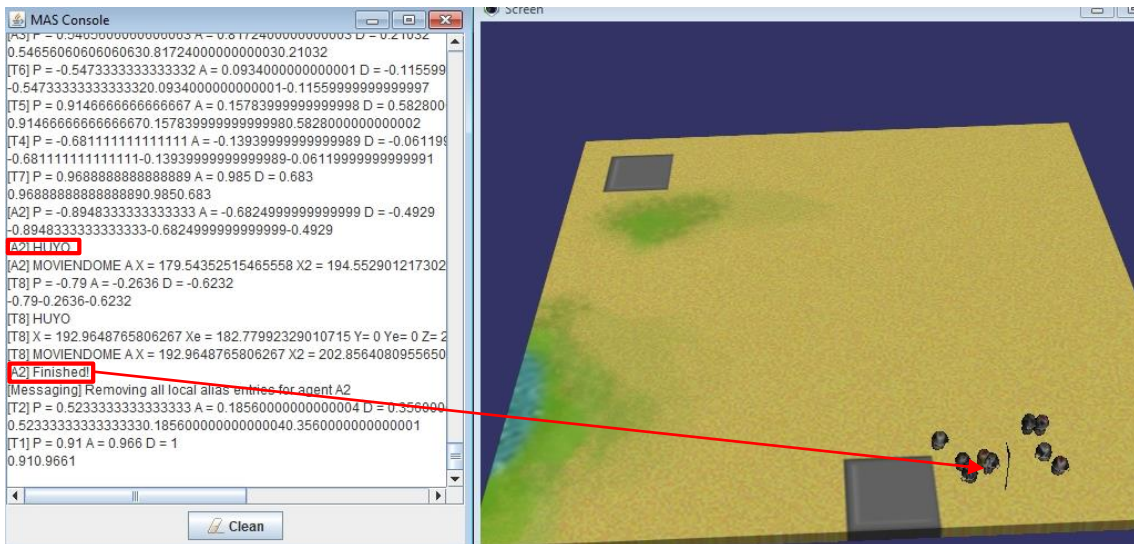 MAS Console
[A3] P = 0.5465606060606063 A = 0.8172400000000003 D = 0.21032
0.54656060606060630.81724000000000030.21032
[T6] P = -0.5473333333333332 A = 0.0934000000000001 D = -0.115599
-0.54733333333333320.0934000000000001-0.11559999999999997
[T5] P = 0.9146666666666667 A = 0.15783999999999998 D = 0.582800
0.91466666666666670.157839999999999980.5828000000000002
[T4] P = -0.681111111111111 A = -0.13939999999999989 D = -0.06119
-0.681111111111111-0.13939999999999989-0.061199999999999991
[T7] P = 0.9688888888888889 A = 0.985 D = 0.683
0.96888888888888890.9850.683
[A2] P = -0.8948333333333333 A = -0.6824999999999999 D = -0.4929
-0.8948333333333333-0.6824999999999999-0.4929
[A2] HUYO
[A2] MOVIENDOME A X = 179.54352515465558 X2 = 194.552901217302
[T8] P = -0.79 A = -0.2636 D = -0.6232
-0.79-0.2636-0.6232
[T8] HUYO
[T8] X = 192.9648765806267 Xe = 182.77992329010715 Y= 0 Ye= 0 Z= 2
[T8] MOVIENDOME A X = 192.9648765806267 X2 = 202.8564080955650
[A2] Finished!
[Messaging] Removing all local alias entries for agent A2
[T2] P = 0.5233333333333333 A = 0.18560000000000004 D = 0.356000
0.52333333333333330.185600000000000040.3560000000000001
[T1] P = 0.91 A = 0.966 D = 1
0.910.9661
Clean
Screen